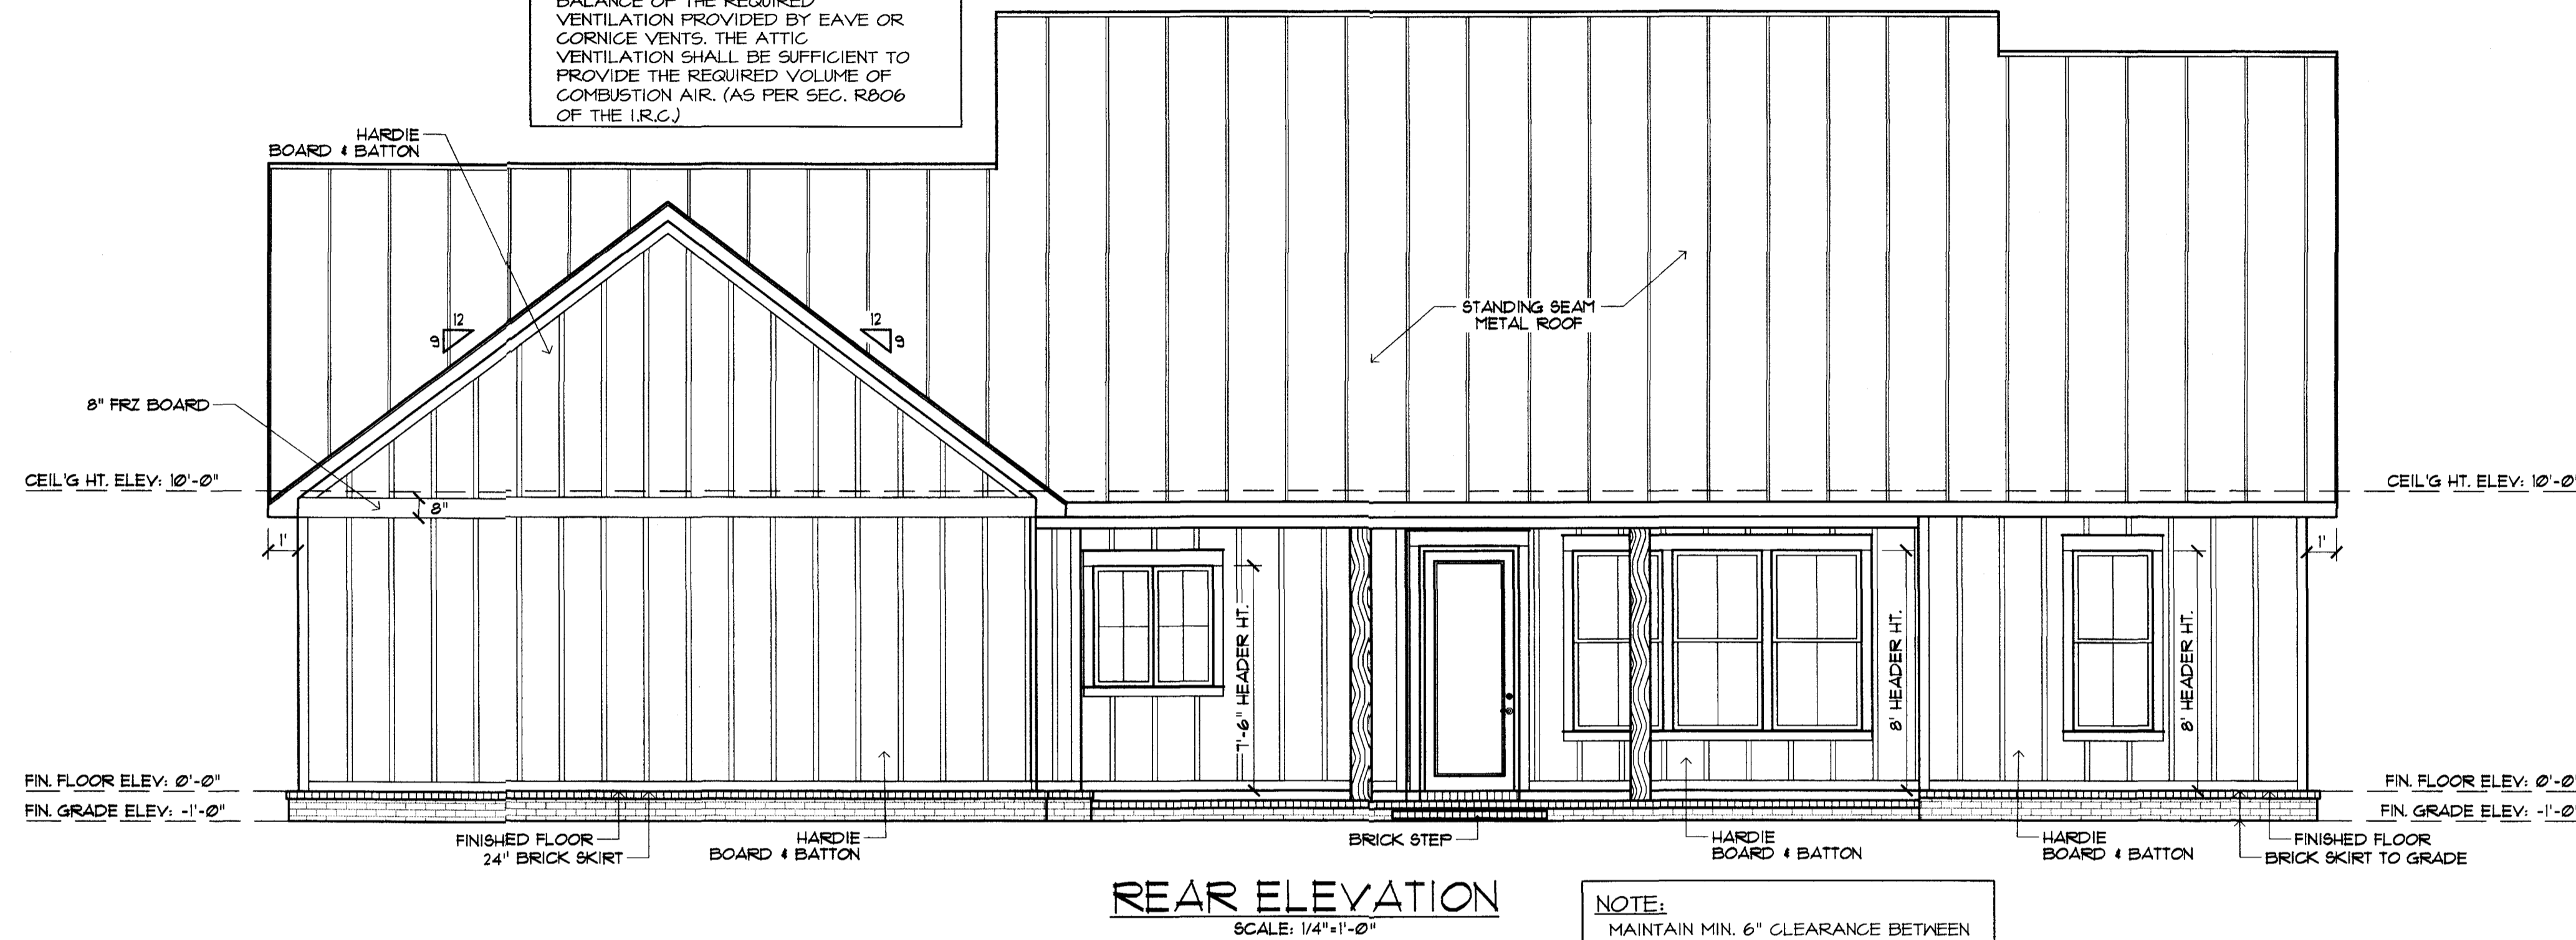 BALANCE OF THE REQUIRED
VENTILATION PROVIDED BY EAVE OR
CORNICE VENTS. THE ATTIC
VENTILATION SHALL BE SUFFICIENT TO
PROVIDE THE REQUIRED VOLUME OF
COMBUSTION AIR. (AS PER SEC. R806
OF THE I.R.C.)
HARDIE
BOARD & BATTON
12
9
12
9
STANDING SEAM
METAL ROOF
8" FRZ BOARD
CEIL'G HT. ELEV: 10'-0"
CEIL'G HT. ELEV: 10'-0"
8"
1'
1'
7'-6" HEADER HT.
8' HEADER HT.
8' HEADER HT.
FIN. FLOOR ELEV: 0'-0"
FIN. FLOOR ELEV: 0'-0"
FIN. GRADE ELEV: -1'-0"
FIN. GRADE ELEV: -1'-0"
FINISHED FLOOR
24" BRICK SKIRT
HARDIE
BOARD & BATTON
BRICK STEP
HARDIE
BOARD & BATTON
HARDIE
BOARD & BATTON
FINISHED FLOOR
BRICK SKIRT TO GRADE
REAR ELEVATION
SCALE: 1/4"=1'-0"
NOTE:
MAINTAIN MIN. 6" CLEARANCE BETWEEN